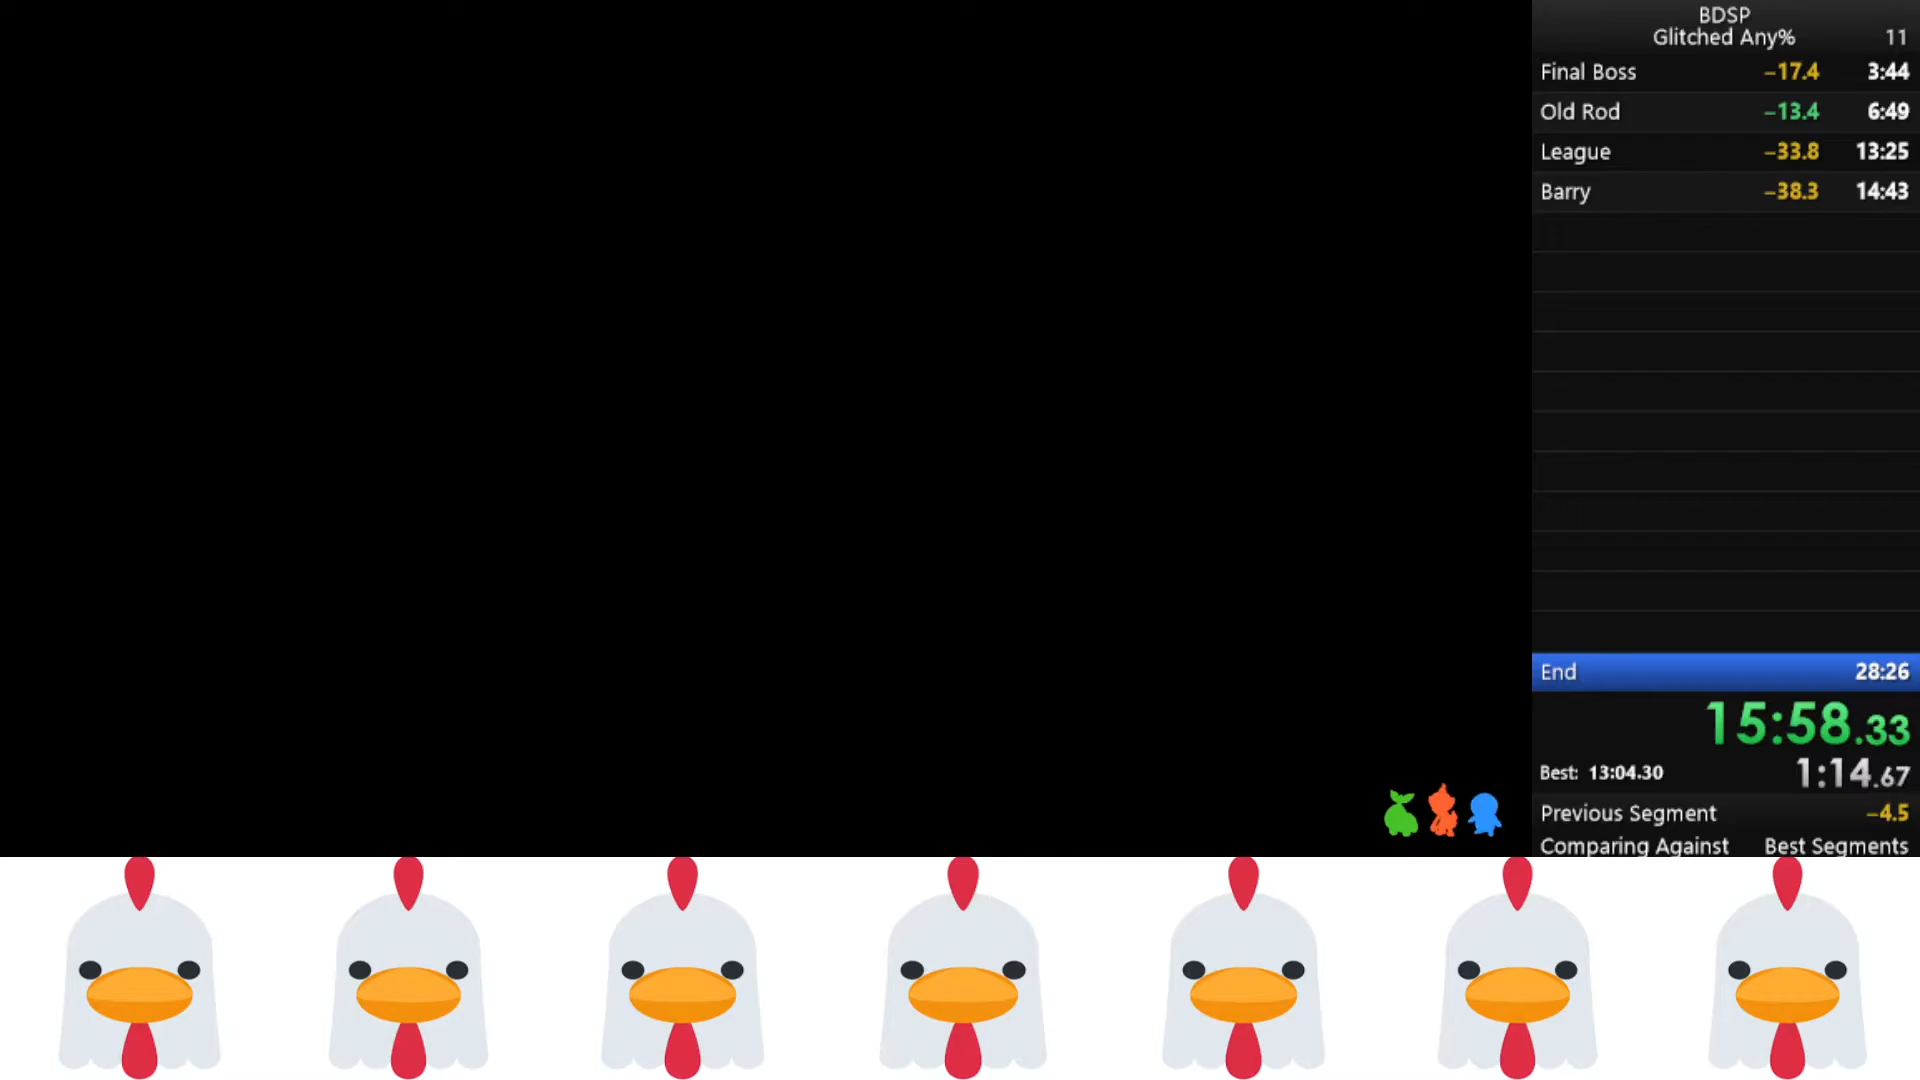 BDSP
Glitched Any% 11
Final Boss −17.4 3:44
Old Rod −13.4 6:49
League −33.8 13:25
Barry −38.3 14:43
End 28:26
15:58.33
Best: 13:04.30 1:14.67
Previous Segment −4.5
Comparing Against Best Segments